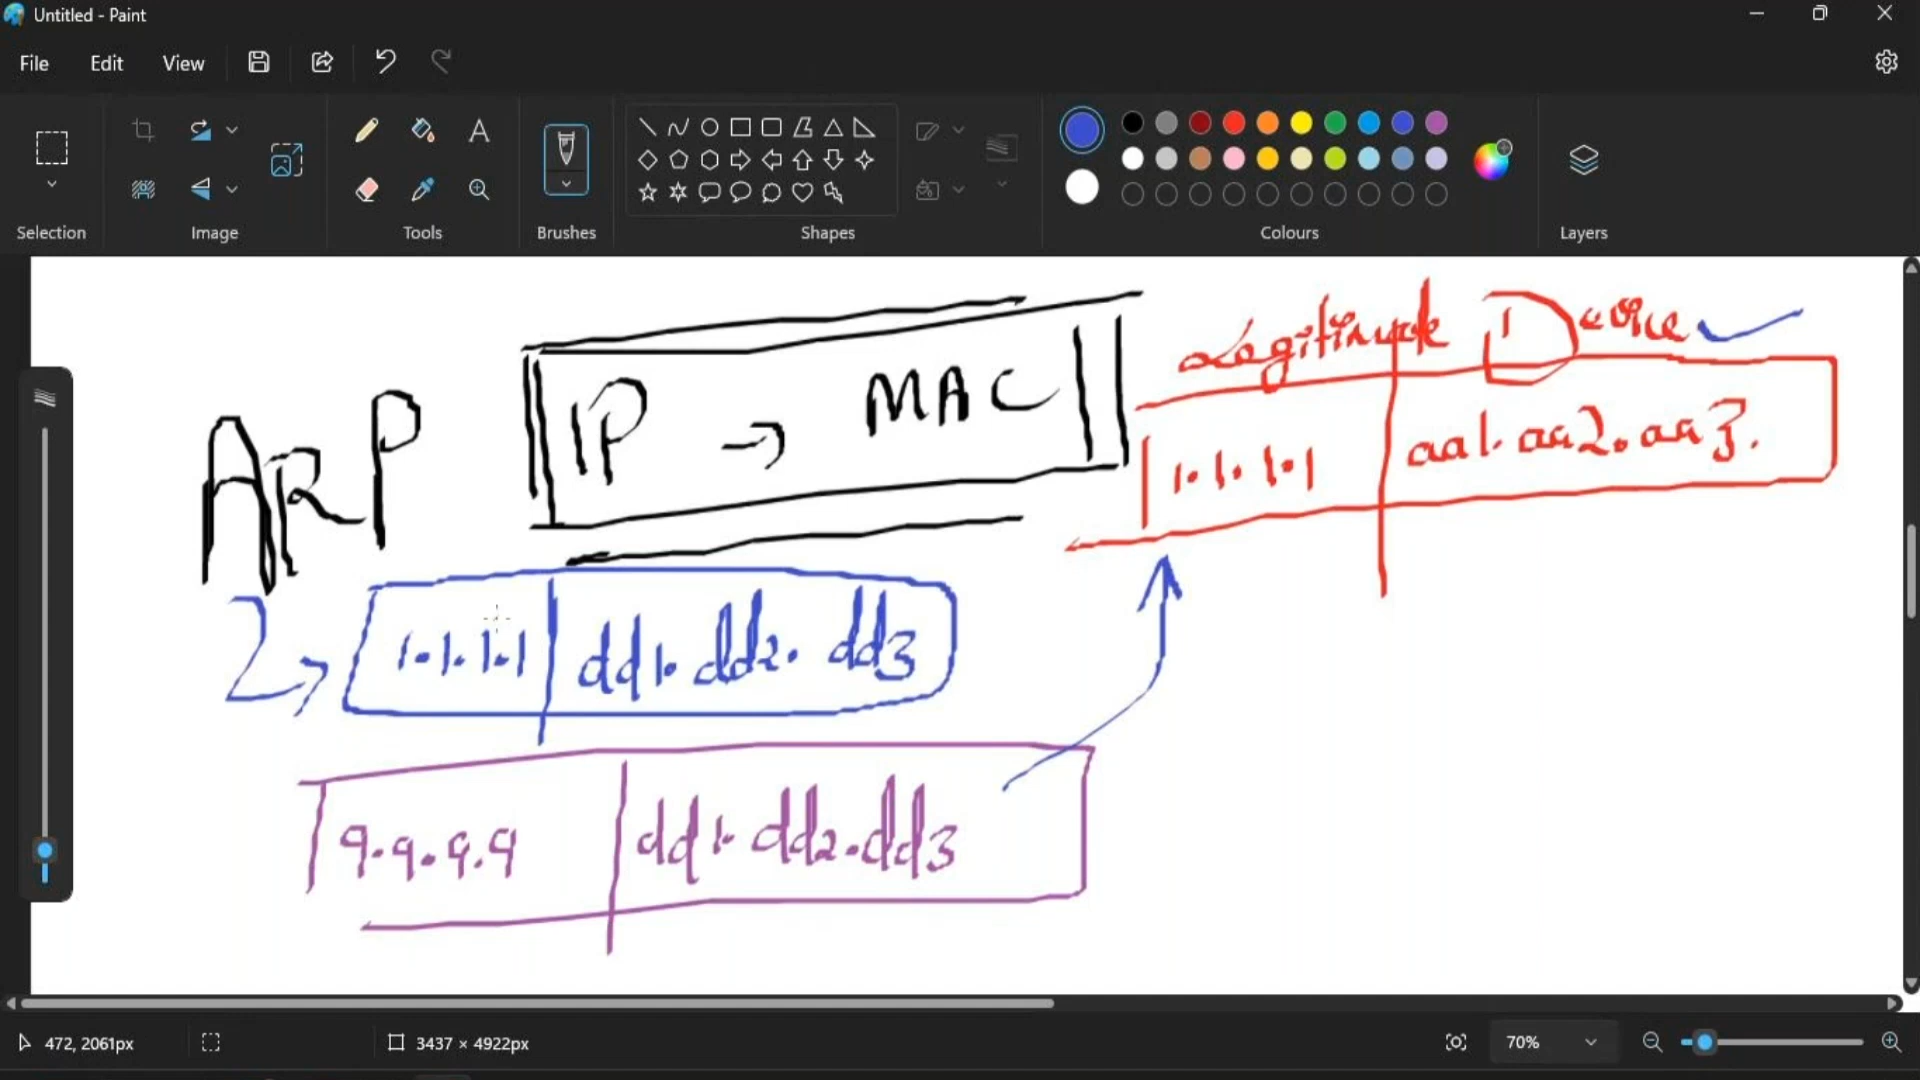 Untitled - Paint
File Edit View
Selection Image Tools Brushes Shapes Colours Layers
Legitimate Device
ARP IP → MAC
1.1.1.1 aa1.aa2.aa3.
1.1.1.1 dd1.dd2.dd3
9.9.9.9 dd1.dd2.dd3
472, 2061px 3437 × 4922px 70%